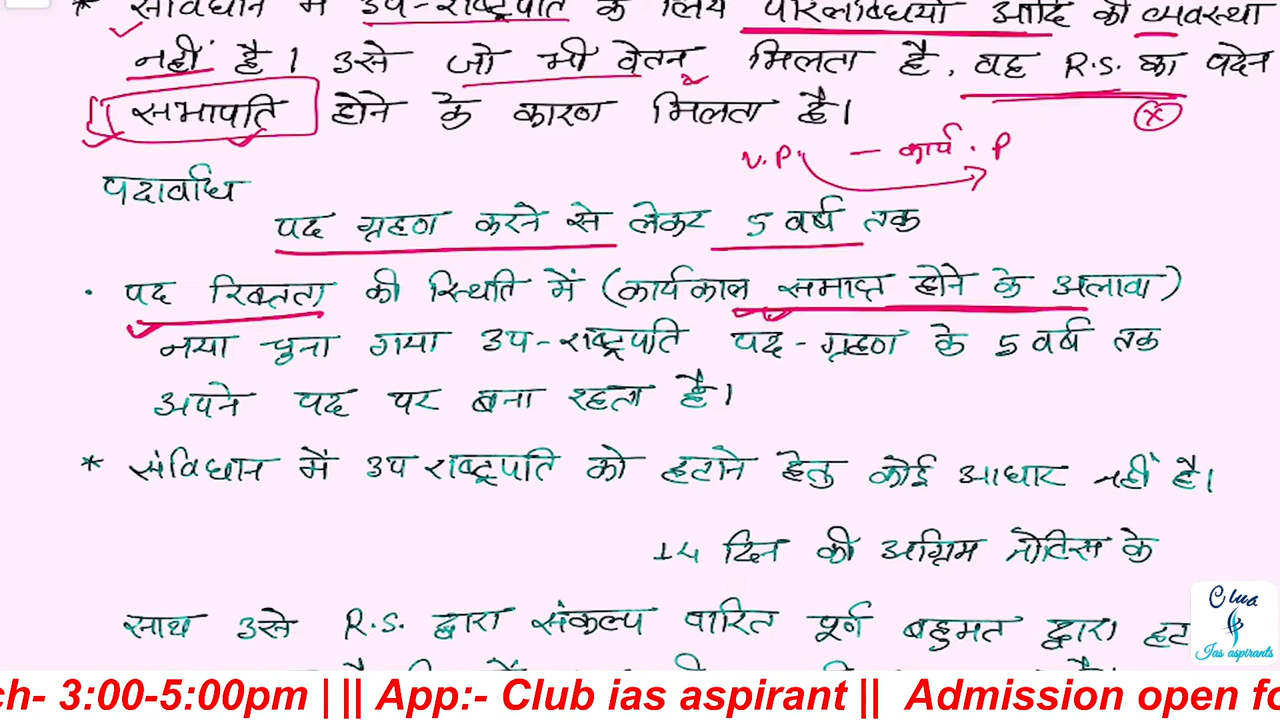 * संविधान में उप-राष्ट्रपति के लिये परिलब्धियों आदि की व्यवस्था
नहीं है। उसे जो भी वेतन मिलता है, वह R.S. का पदेन
सभापति होने के कारण मिलता है।
V.P. - कार्य. P
पदावधि
पद ग्रहण करने से लेकर 5 वर्ष तक
· पद रिक्तता की स्थिति में (कार्यकाल समाप्त होने के अलावा)
नया चुना गया उप-राष्ट्रपति पद-ग्रहण के 5 वर्ष तक
अपने पद पर बना रहता है।
* संविधान में उपराष्ट्रपति को हटाने हेतु कोई आधार नहीं है।
14 दिन की अग्रिम नोटिस के
साथ उसे R.S. द्वारा संकल्प पारित पूर्ण बहुमत द्वारा हट
Club
Ias aspirants
ch- 3:00-5:00pm | || App:- Club ias aspirant || Admission open fo